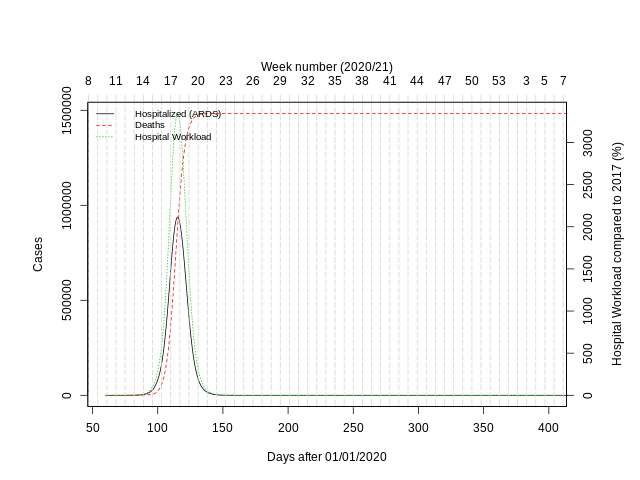 Week number (2020/21)
8 11 14 17 20 23 26 29 32 35 38 41 44 47 50 53 3 5 7
Hospitalized (ARDS)
Deaths
Hospital Workload
Cases
0 500000 1000000 1500000
Hospital Workload compared to 2017 (%)
0 500 1000 1500 2000 2500 3000
50 100 150 200 250 300 350 400
Days after 01/01/2020